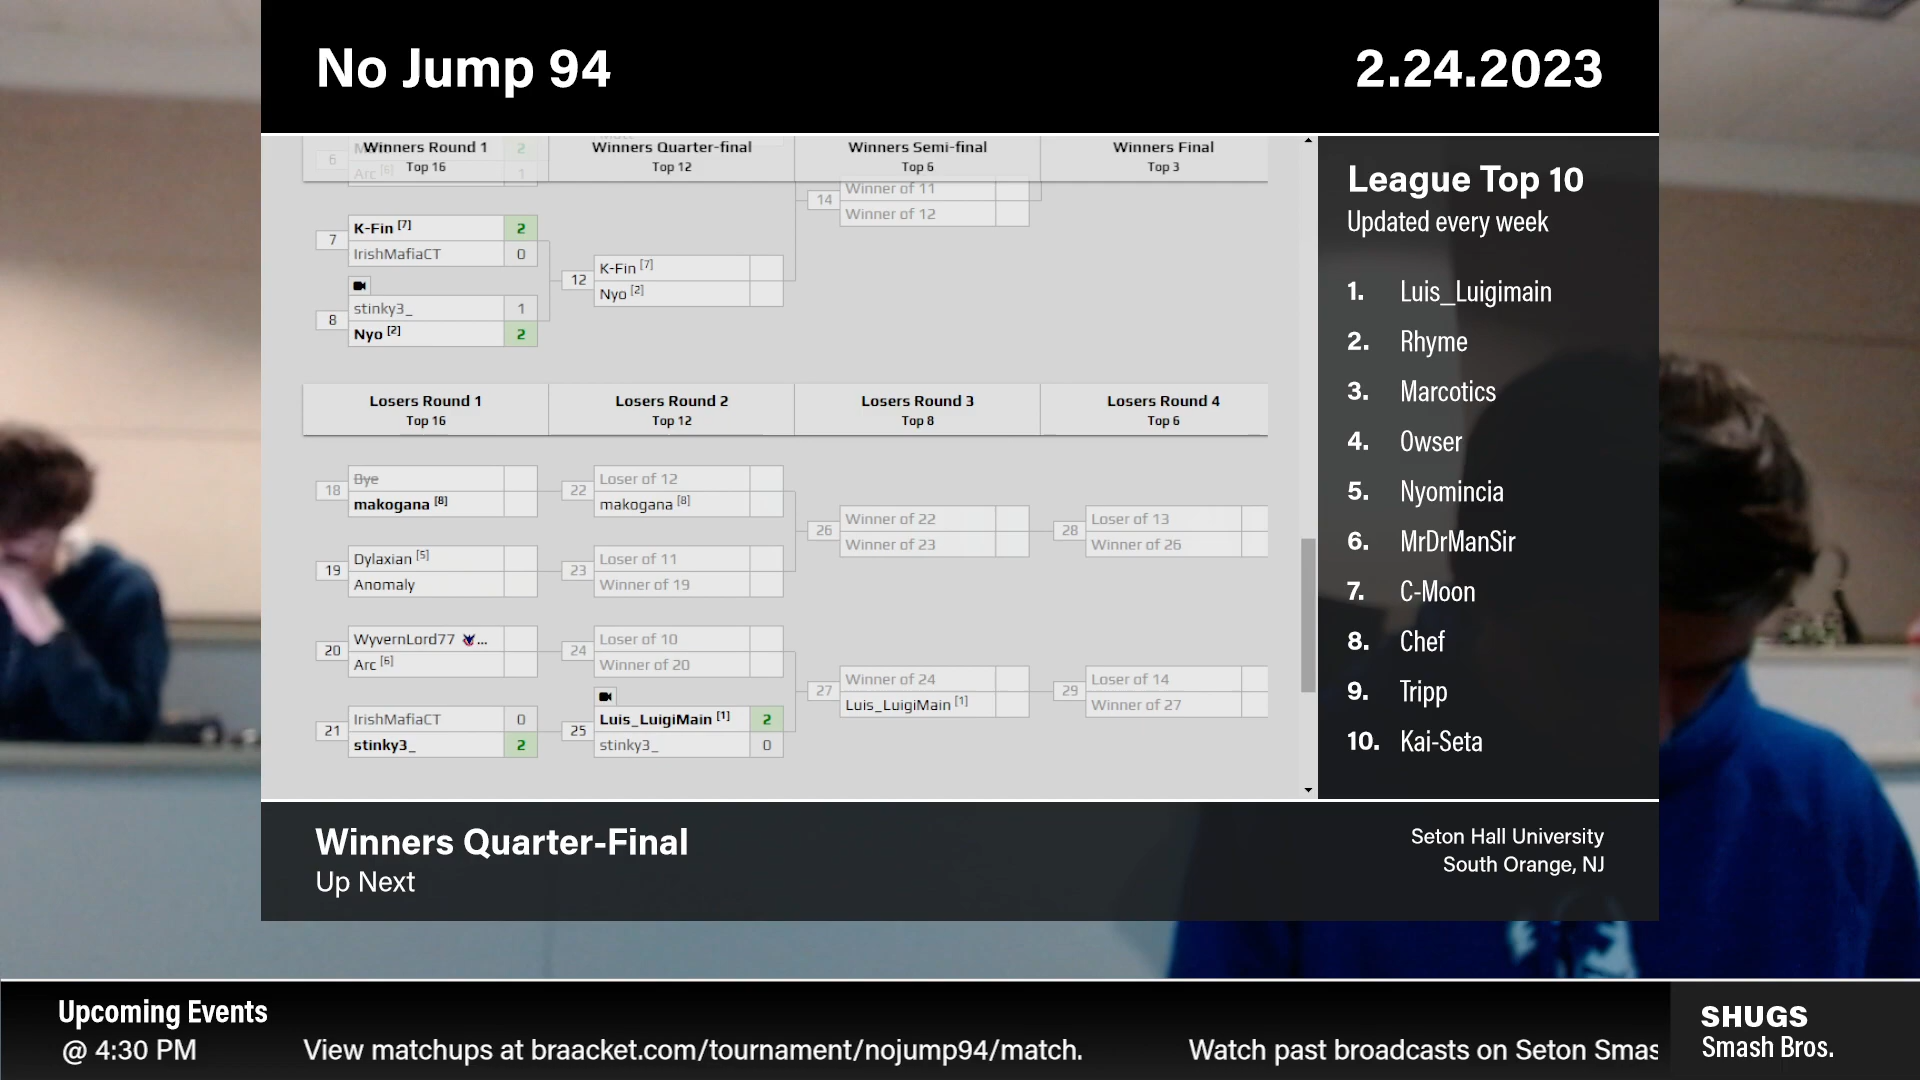 No Jump 94
2.24.2023
Winners Round 1
Top 16
Winners Quarter-final
Top 12
Winners Semi-final
Top 6
Winners Final
Top 3
6
2
Arc [6]
1
7
K-Fin [7]
2
IrishMafiaCT
0
8
stinky3_
1
Nyo [2]
2
12
K-Fin [7]
Nyo [2]
14
Winner of 11
Winner of 12
Losers Round 1
Top 16
Losers Round 2
Top 12
Losers Round 3
Top 8
Losers Round 4
Top 6
18
Bye
makogana [8]
19
Dylaxian [5]
Anomaly
20
WyvernLord77 ...
Arc [6]
21
IrishMafiaCT
0
stinky3_
2
22
Loser of 12
makogana [8]
23
Loser of 11
Winner of 19
24
Loser of 10
Winner of 20
25
Luis_LuigiMain [1]
2
stinky3_
0
26
Winner of 22
Winner of 23
27
Winner of 24
Luis_LuigiMain [1]
28
Loser of 13
Winner of 26
29
Loser of 14
Winner of 27
League Top 10
Updated every week
1. Luis_Luigimain
2. Rhyme
3. Marcotics
4. Owser
5. Nyomincia
6. MrDrManSir
7. C-Moon
8. Chef
9. Tripp
10. Kai-Seta
Winners Quarter-Final
Up Next
Seton Hall University
South Orange, NJ
Upcoming Events
@ 4:30 PM
View matchups at braacket.com/tournament/nojump94/match.
Watch past broadcasts on Seton Smas
SHUGS
Smash Bros.